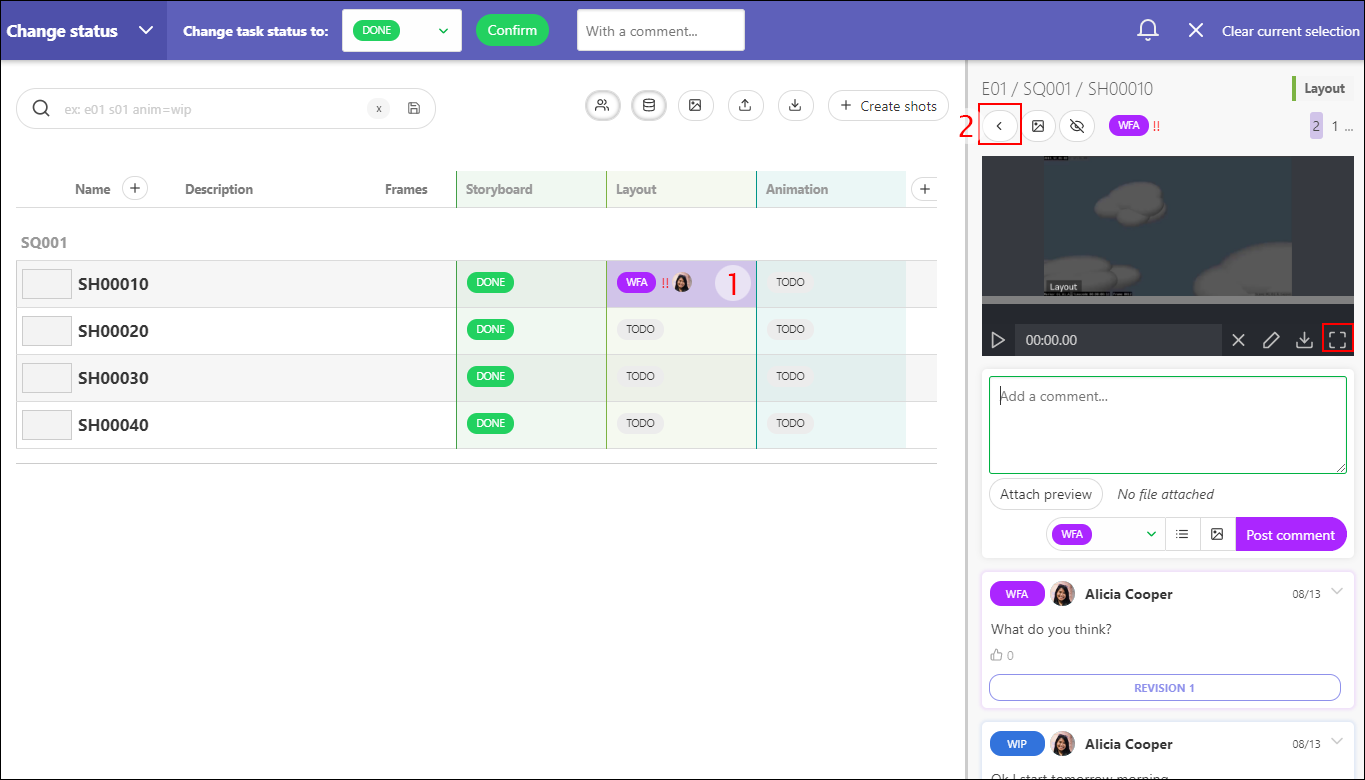 Change status
Change task status to:
DONE
Confirm
With a comment...
Clear current selection
ex: e01 s01 anim=wip
x
+ Create shots
Name +
Description
Frames
Storyboard
Layout
Animation
+
SQ001
SH00010
DONE
WFA !!
1
TODO
SH00020
DONE
TODO
TODO
SH00030
DONE
TODO
TODO
SH00040
DONE
TODO
TODO
E01 / SQ001 / SH00010
Layout
2
WFA !!
2 1 ...
Layout
00:00.00
Add a comment...
Attach preview
No file attached
WFA
Post comment
WFA
Alicia Cooper
08/13
What do you think?
0
REVISION 1
WIP
Alicia Cooper
08/13
Ok I start tomorrow morning